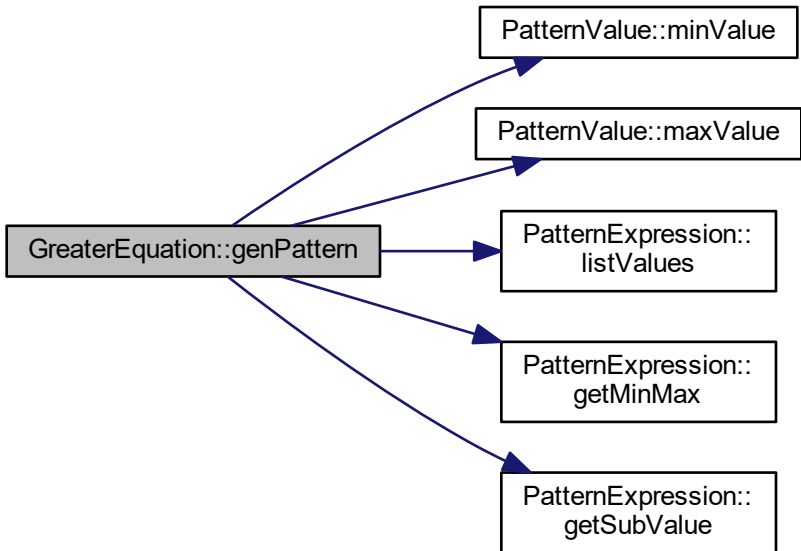 PatternValue::minValue
PatternValue::maxValue
GreaterEquation::genPattern
PatternExpression::
listValues
PatternExpression::
getMinMax
PatternExpression::
getSubValue